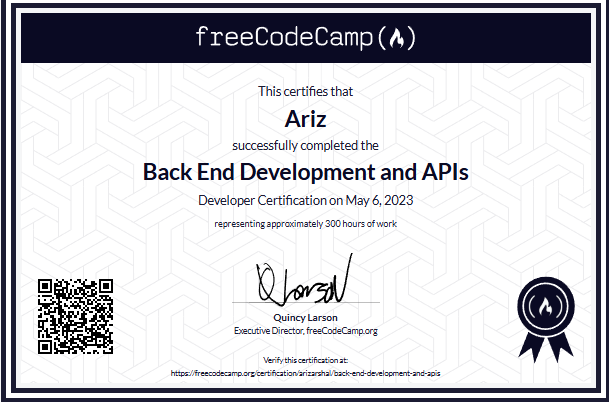 freeCodeCamp
This certifies that
Ariz
successfully completed the
Back End Development and APIs
Developer Certification on May 6, 2023
representing approximately 300 hours of work
Quincy Larson
Executive Director, freeCodeCamp.org
Verify this certification at:
https://freecodecamp.org/certification/arizarshal/back-end-development-and-apis